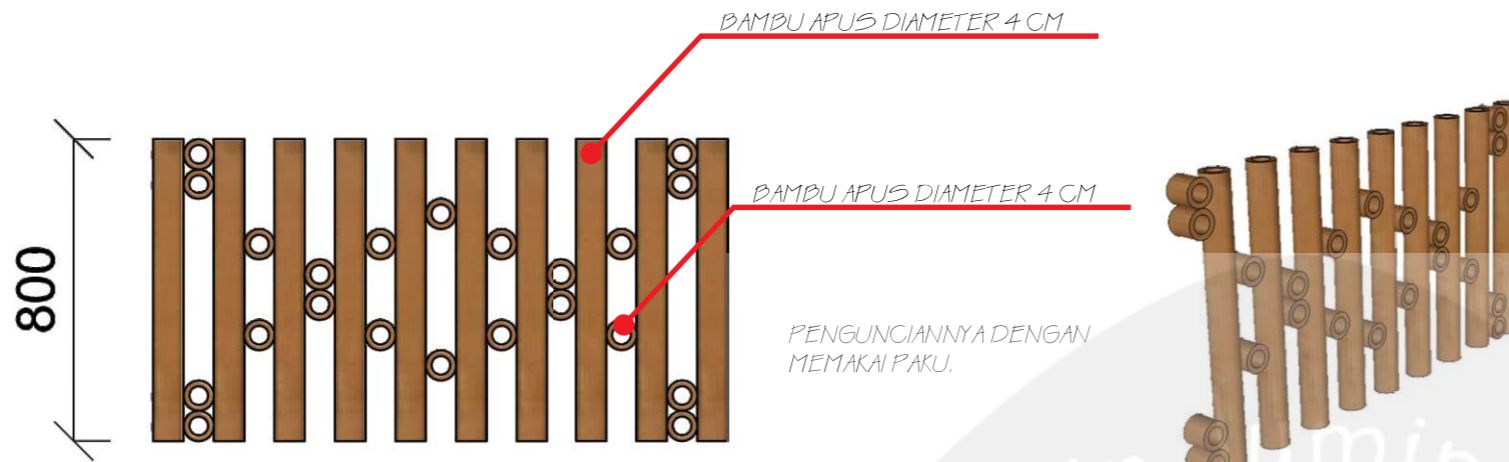 BAMBU APUS DIAMETER 4 CM
BAMBU APUS DIAMETER 4 CM
800
PENGUNCIANNYA DENGAN
MEMAKAI PAKU.